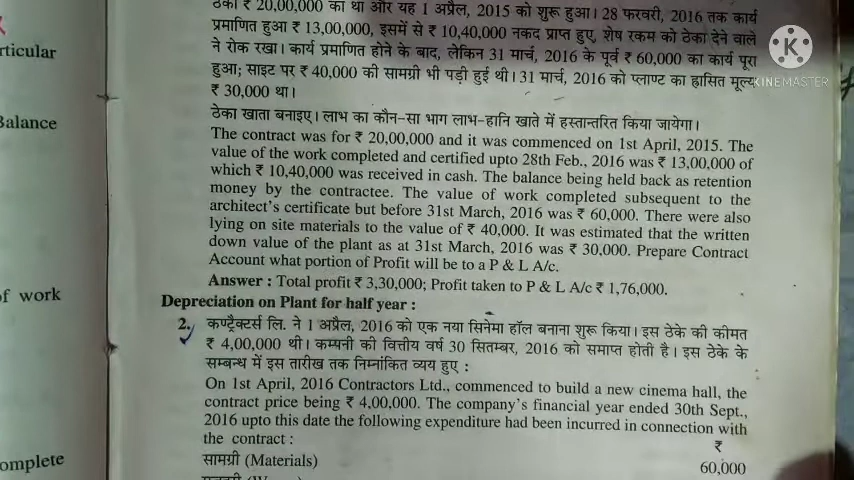 ठेका ₹ 20,00,000 का था और यह 1 अप्रैल, 2015 को शुरू हुआ। 28 फरवरी, 2016 तक कार्य
प्रमाणित हुआ ₹ 13,00,000, इसमें से ₹ 10,40,000 नकद प्राप्त हुए, शेष रकम को ठेका देने वाले
ने रोक रखा। कार्य प्रमाणित होने के बाद, लेकिन 31 मार्च, 2016 के पूर्व ₹ 60,000 का कार्य पूरा
हुआ; साइट पर ₹ 40,000 की सामग्री भी पड़ी हुई थी। 31 मार्च, 2016 को प्लाण्ट का ह्रासित मूल्य
₹ 30,000 था।
ठेका खाता बनाइए। लाभ का कौन-सा भाग लाभ-हानि खाते में हस्तान्तरित किया जायेगा।
The contract was for ₹ 20,00,000 and it was commenced on 1st April, 2015. The
value of the work completed and certified upto 28th Feb., 2016 was ₹ 13,00,000 of
which ₹ 10,40,000 was received in cash. The balance being held back as retention
money by the contractee. The value of work completed subsequent to the
architect's certificate but before 31st March, 2016 was ₹ 60,000. There were also
lying on site materials to the value of ₹ 40,000. It was estimated that the written
down value of the plant as at 31st March, 2016 was ₹ 30,000. Prepare Contract
Account what portion of Profit will be to a P & L A/c.
Answer : Total profit ₹ 3,30,000; Profit taken to P & L A/c ₹ 1,76,000.
Depreciation on Plant for half year :
2. कण्ट्रैक्टर्स लि. ने 1 अप्रैल, 2016 को एक नया सिनेमा हॉल बनाना शुरू किया। इस ठेके की कीमत
₹ 4,00,000 थी। कम्पनी की वित्तीय वर्ष 30 सितम्बर, 2016 को समाप्त होती है। इस ठेके के
सम्बन्ध में इस तारीख तक निम्नांकित व्यय हुए :
On 1st April, 2016 Contractors Ltd., commenced to build a new cinema hall, the
contract price being ₹ 4,00,000. The company's financial year ended 30th Sept.,
2016 upto this date the following expenditure had been incurred in connection with
the contract :
₹
सामग्री (Materials) 60,000
rticular
Balance
of work
omplete
KINEMASTER